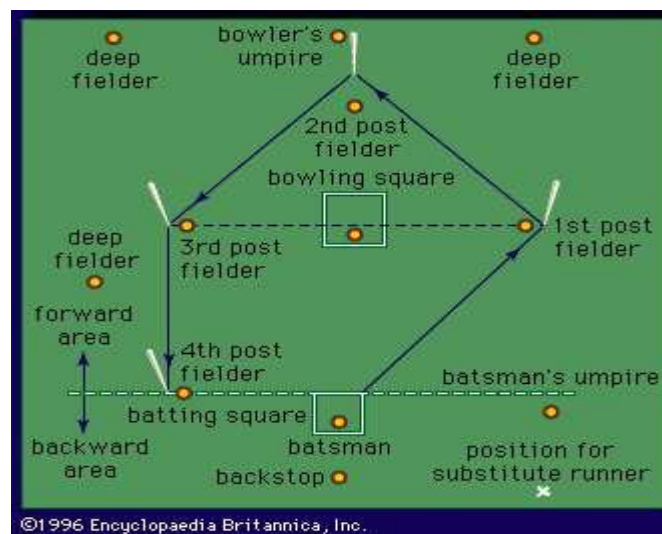 bowler's
umpire
deep
fielder
deep
fielder
2nd post
fielder
bowling square
1st post
fielder
3rd post
fielder
deep
fielder
forward
area
4th post
fielder
batsman's umpire
batting square
batsman
backward
area
backstop
position for
substitute runner
©1996 Encyclopaedia Britannica, Inc.